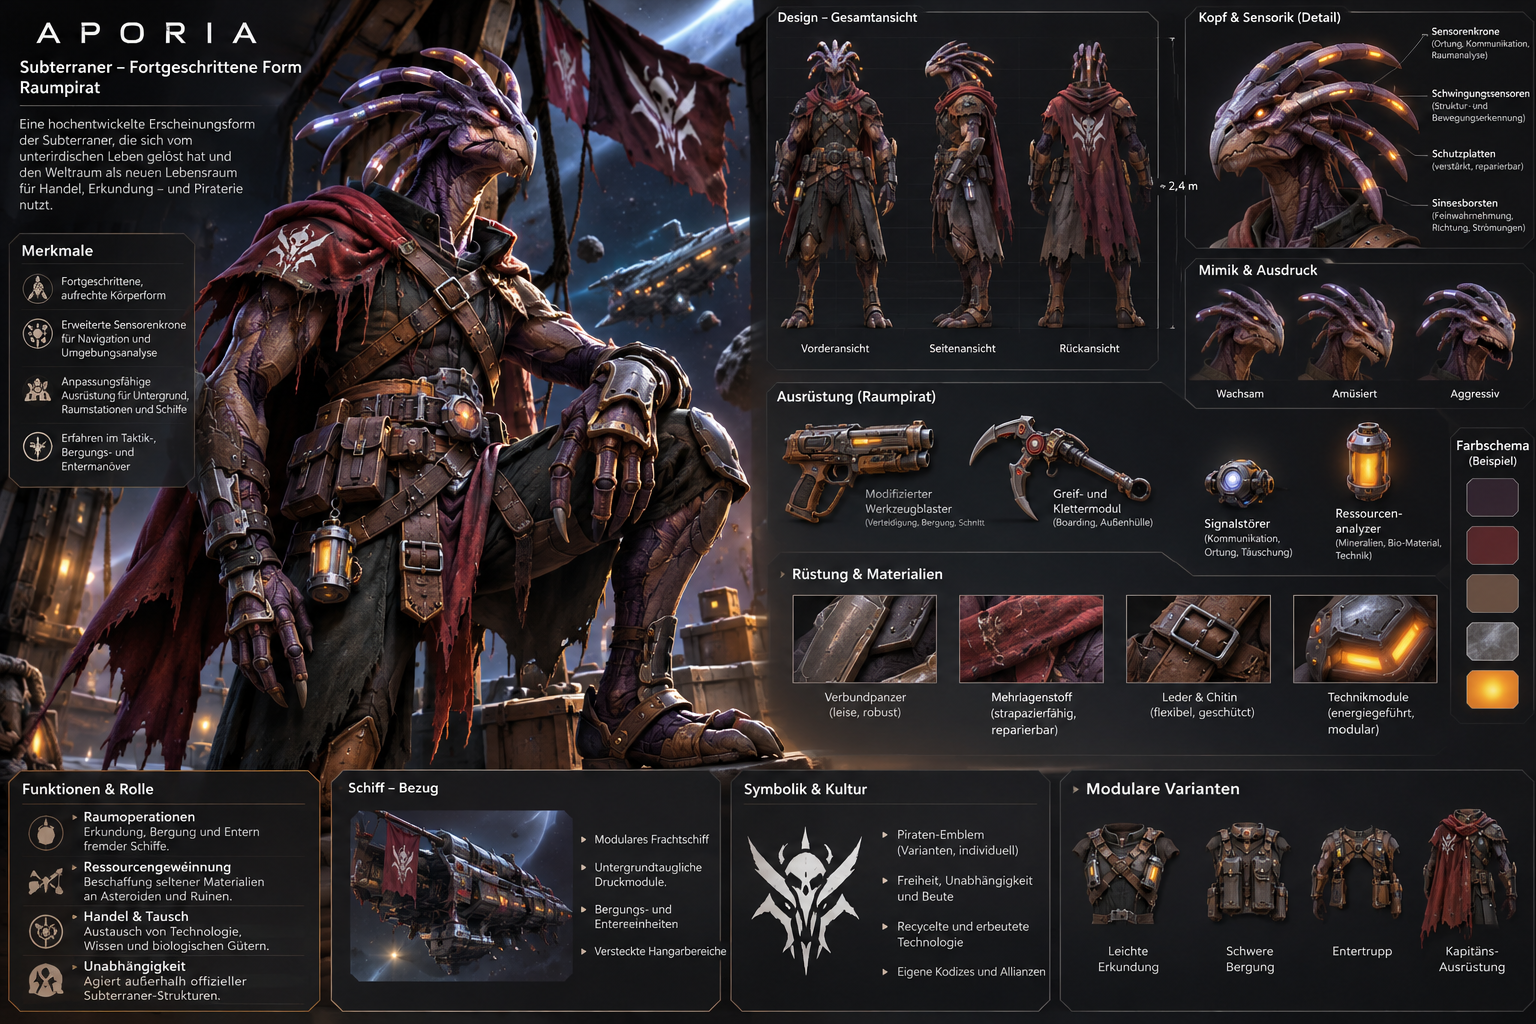 APORIA
Subterraner – Fortgeschrittene Form
Raumpirat
Eine hochentwickelte Erscheinungsform
der Subterraner, die sich vom
unterirdischen Leben gelöst hat und
den Weltraum als neuen Lebensraum
für Handel, Erkundung – und Piraterie
nutzt.
Merkmale
Fortgeschrittene,
aufrechte Körperform
Erweiterte Sensorenkrone
für Navigation und
Umgebungsanalyse
Anpassungsfähige
Ausrüstung für Untergrund,
Raumstationen und Schiffe
Erfahren im Taktik-,
Bergungs- und
Entermanöver
Design – Gesamtansicht
Vorderansicht
Seitenansicht
Rückansicht
≈ 2,4 m
Kopf & Sensorik (Detail)
Sensorenkrone
(Ortung, Kommunikation,
Raumanalyse)
Schwingungssensoren
(Struktur- und
Bewegungserkennung)
Schutzplatten
(verstärkt, reparierbar)
Sinsesborsten
(Feinwahrnehmung,
Richtung, Strömungen)
Mimik & Ausdruck
Wachsam
Amüsiert
Aggressiv
Ausrüstung (Raumpirat)
Modifizierter
Werkzeugblaster
(Verteidigung, Bergung, Schnitt
Greif- und
Klettermodul
(Boarding, Außenhülle)
Signalstörer
(Kommunikation,
Ortung, Täuschung)
Ressourcen-
analyzer
(Mineralien, Bio-Material,
Technik)
Farbschema
(Beispiel)
Rüstung & Materialien
Verbundpanzer
(leise, robust)
Mehrlagenstoff
(strapazierfähig,
reparierbar)
Leder & Chitin
(flexibel, geschützt)
Technikmodule
(energiegeführt,
modular)
Funktionen & Rolle
Raumoperationen
Erkundung, Bergung und Entern
fremder Schiffe.
Ressourcengeweinnung
Beschaffung seltener Materialien
an Asteroiden und Ruinen.
Handel & Tausch
Austausch von Technologie,
Wissen und biologischen Gütern.
Unabhängigkeit
Agiert außerhalb offizieller
Subterraner-Strukturen.
Schiff – Bezug
Modulares Frachtschiff
Untergrundtaugliche
Druckmodule.
Bergungs- und
Entereeinheiten
Versteckte Hangarbereiche
Symbolik & Kultur
Piraten-Emblem
(Varianten, individuell)
Freiheit, Unabhängigkeit
und Beute
Recycelte und erbeutete
Technologie
Eigene Kodizes und Allianzen
Modulare Varianten
Leichte
Erkundung
Schwere
Bergung
Entertrupp
Kapitäns-
Ausrüstung